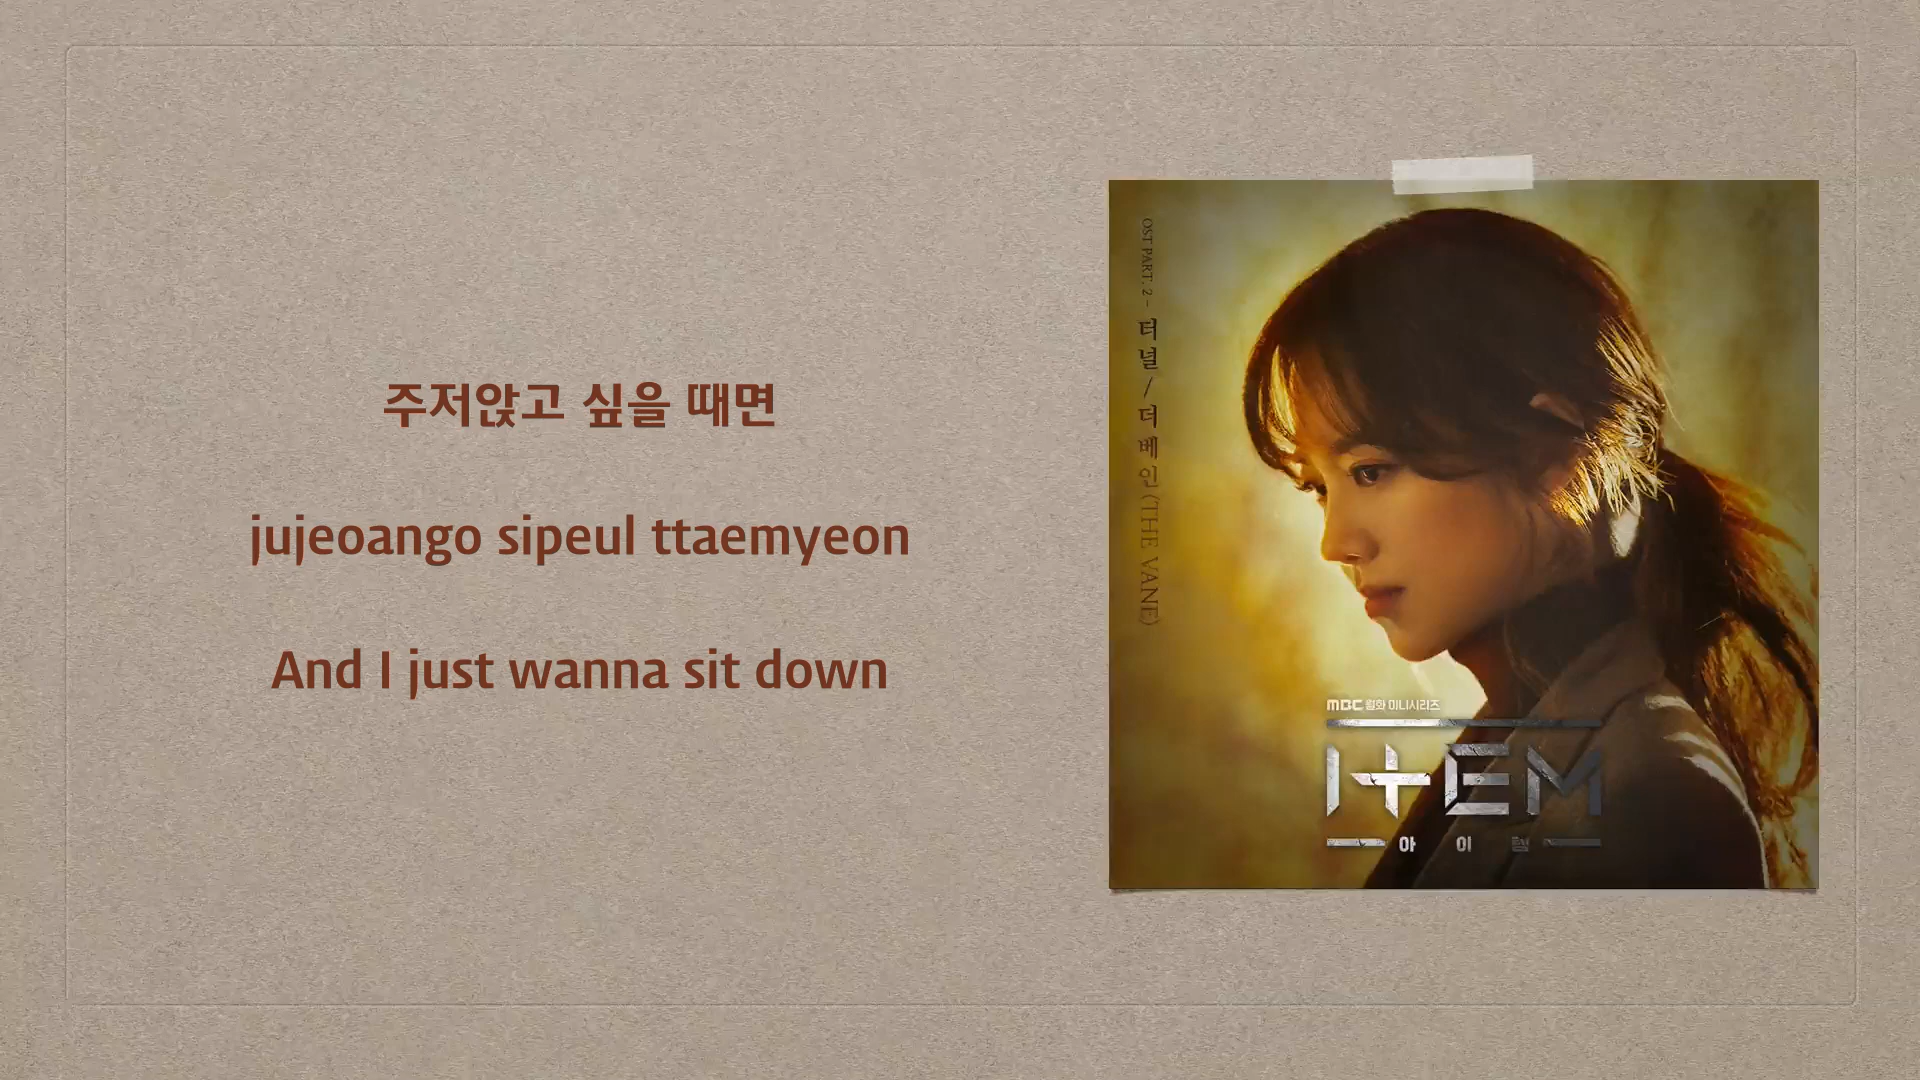 주저앉고 싶을 때면
jujeoango sipeul ttaemyeon
And I just wanna sit down
OST PART. 2 - 터널 / 더 베인 (THE VANE)
MBC 월화 미니시리즈
ITEM
아이템